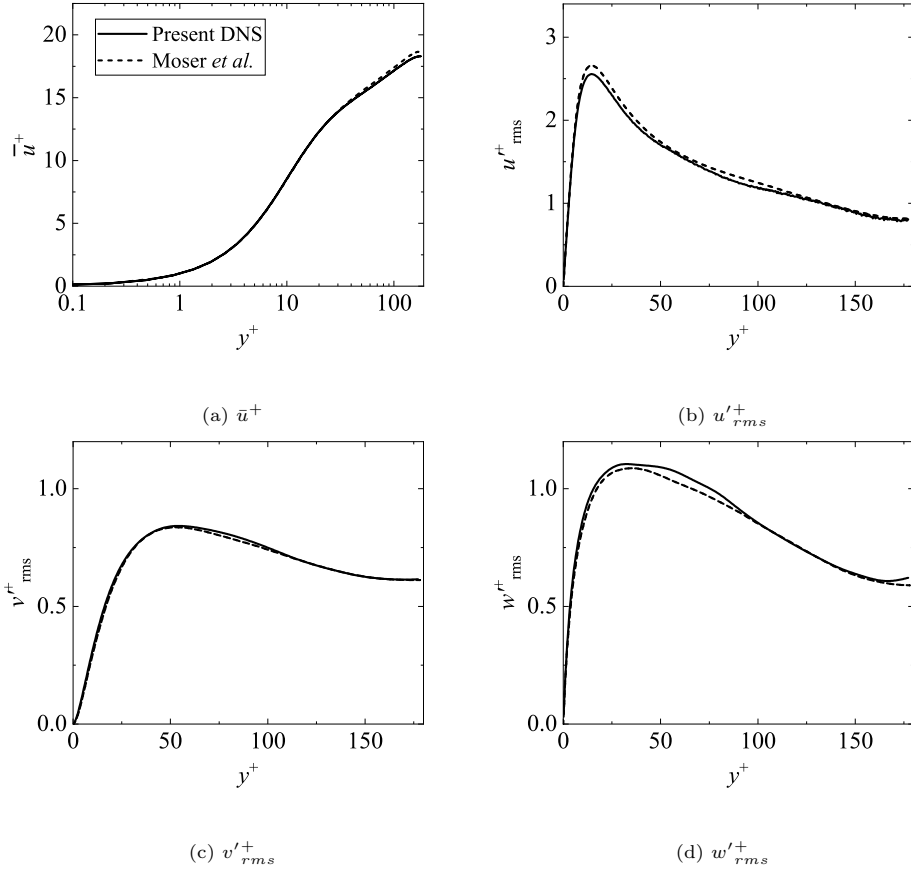 20
15
10
5
0
0.1 1 10 100
ū⁺
y⁺
Present DNS
Moser et al.
3
2
1
0
0 50 100 150
u′⁺rms
y⁺
(a) ū⁺
(b) u′⁺rms
1.0
0.5
0.0
0 50 100 150
v′⁺rms
y⁺
1.0
0.5
0.0
0 50 100 150
w′⁺rms
y⁺
(c) v′⁺rms
(d) w′⁺rms